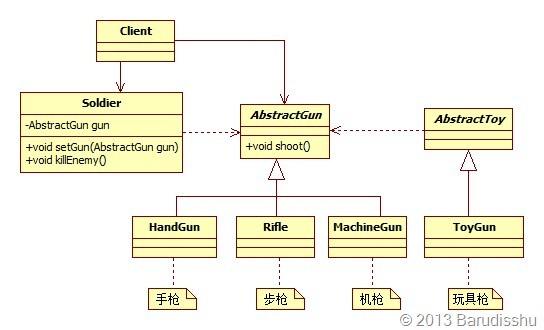 Client
Soldier
-AbstractGun gun
+void setGun(AbstractGun gun)
+void killEnemy()
AbstractGun
+void shoot()
AbstractToy
HandGun
Rifle
MachineGun
ToyGun
手枪
步枪
机枪
玩具枪
© 2013 Barudisshu